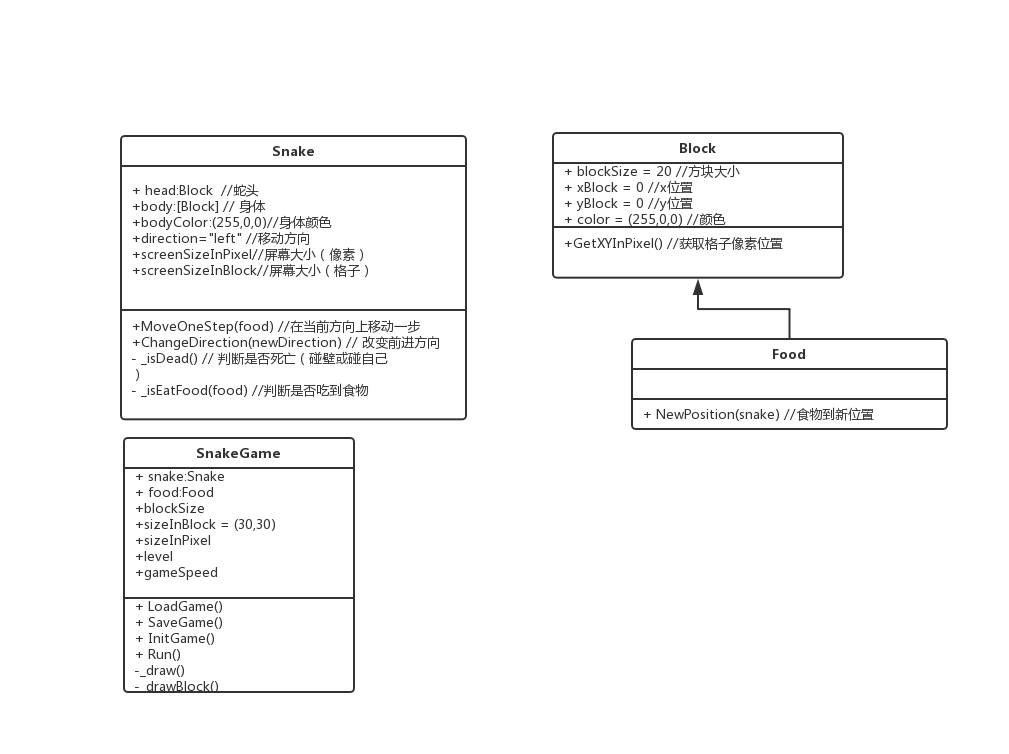 Snake
+ head:Block  //蛇头
+body:[Block] // 身体
+bodyColor:(255,0,0)//身体颜色
+direction="left" //移动方向
+screenSizeInPixel//屏幕大小（像素）
+screenSizeInBlock//屏幕大小（格子）
+MoveOneStep(food) //在当前方向上移动一步
+ChangeDirection(newDirection) // 改变前进方向
- _isDead() // 判断是否死亡（碰壁或碰自己
）
- _isEatFood(food) //判断是否吃到食物
Block
+ blockSize = 20 //方块大小
+ xBlock = 0 //x位置
+ yBlock = 0 //y位置
+ color = (255,0,0) //颜色
+GetXYInPixel() //获取格子像素位置
Food
+ NewPosition(snake) //食物到新位置
SnakeGame
+ snake:Snake
+ food:Food
+blockSize
+sizeInBlock = (30,30)
+sizeInPixel
+level
+gameSpeed
+ LoadGame()
+ SaveGame()
+ InitGame()
+ Run()
-_draw()
-_drawBlock()